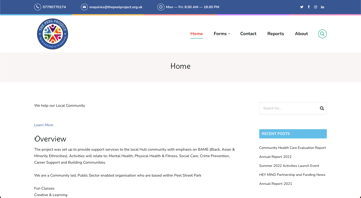 07790770174
enquiries@thepeelproject.org.uk
Mon — Fri. 9:00 AM — 18.00 PM
Home
Forms
Contact
Reports
About
Home
We help our Local Community
Learn More
Overview
The project was set up to provide support services to the local Hull community with emphasis on BAME (Black, Asian &
Minority Ethnicities). Activities still relate to; Mental Health, Physical Health & Fitness, Social Care, Crime Prevention,
Career Support and Building Communities.
We are a Community led, Public Sector enabled organisation who are based within Peel Street Park
Fun Classes
Creative & Learning
Search...
RECENT POSTS
Community Health Care Evaluation Report
Annual Report 2022
Summer 2022 Activities Launch Event
HEY MIND Partnership and Funding News
Annual Report 2021